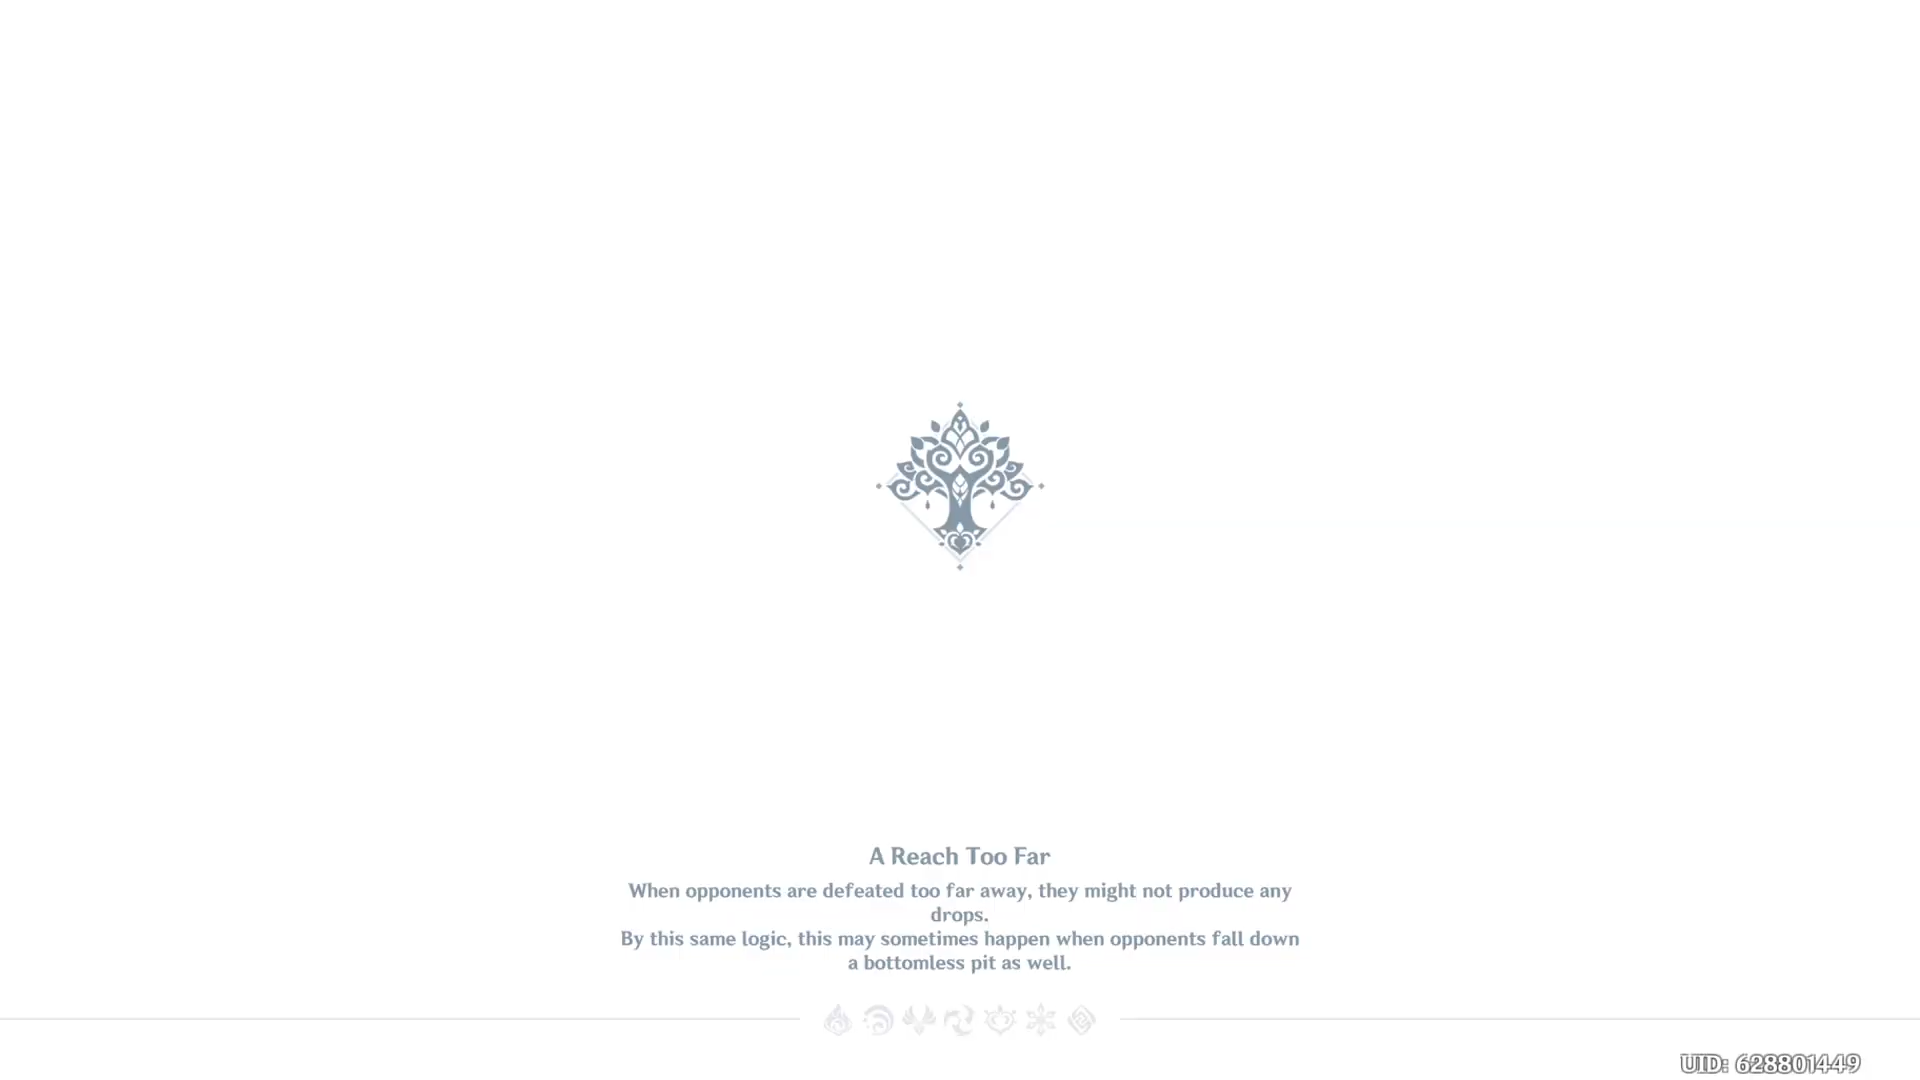 A Reach Too Far
When opponents are defeated too far away, they might not produce any
drops.
By this same logic, this may sometimes happen when opponents fall down
a bottomless pit as well.
UID: 628801449